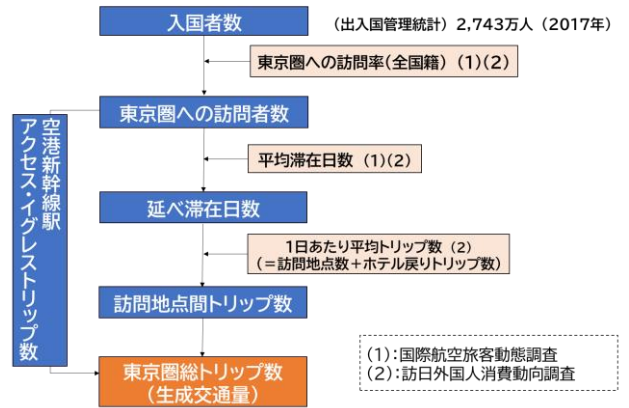 入国者数
（出入国管理統計）2,743万人（2017年）
東京圏への訪問率(全国籍) (1)(2)
東京圏への訪問者数
平均滞在日数 (1)(2)
延べ滞在日数
1日あたり平均トリップ数 (2)
(＝訪問地点数＋ホテル戻りトリップ数)
訪問地点間トリップ数
東京圏総トリップ数
（生成交通量）
空港新幹線駅
アクセス・イグレストリップ数
(1)：国際航空旅客動態調査
(2)：訪日外国人消費動向調査